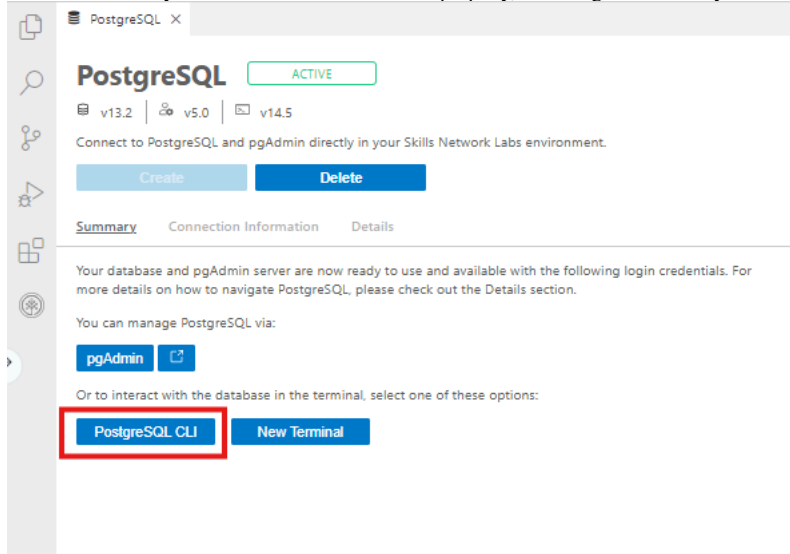 PostgreSQL
PostgreSQL ACTIVE
v13.2 v5.0 v14.5
Connect to PostgreSQL and pgAdmin directly in your Skills Network Labs environment.
Create Delete
Summary Connection Information Details
Your database and pgAdmin server are now ready to use and available with the following login credentials. For
more details on how to navigate PostgreSQL, please check out the Details section.
You can manage PostgreSQL via:
pgAdmin
Or to interact with the database in the terminal, select one of these options:
PostgreSQL CLI New Terminal